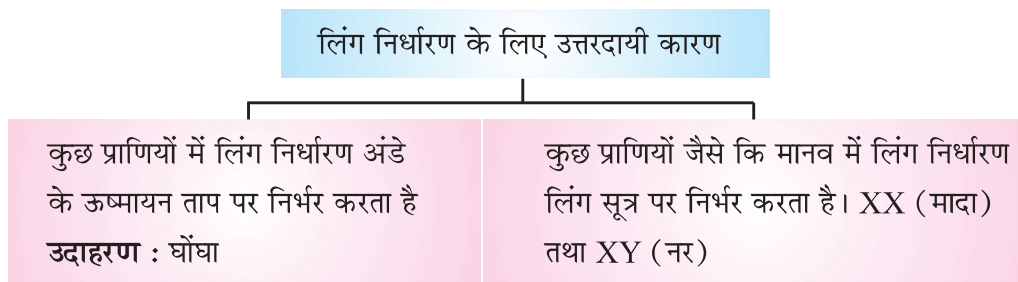 लिंग निर्धारण के लिए उत्तरदायी कारण
कुछ प्राणियों में लिंग निर्धारण अंडे
के ऊष्मायन ताप पर निर्भर करता है
उदाहरण : घोंघा
कुछ प्राणियों जैसे कि मानव में लिंग निर्धारण
लिंग सूत्र पर निर्भर करता है। XX (मादा)
तथा XY (नर)